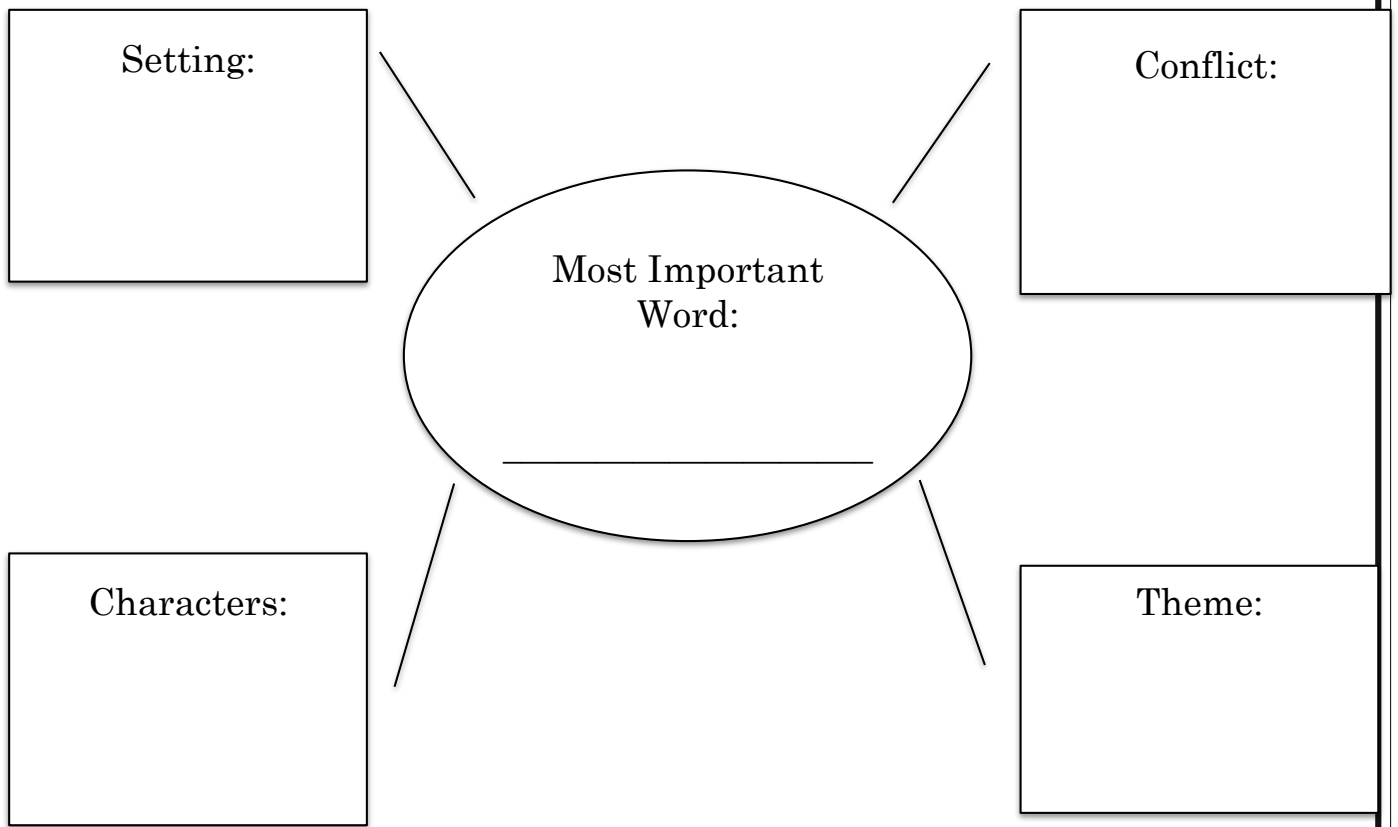 Setting:
Conflict:
Most Important
Word:
Characters:
Theme: